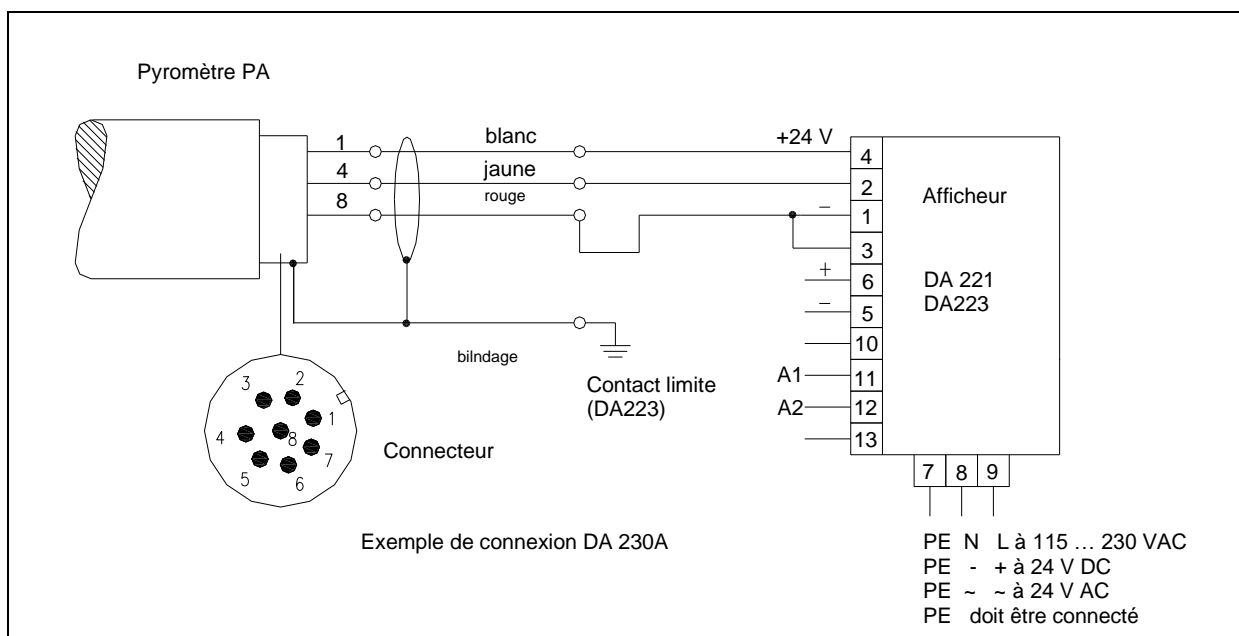 Pyromètre PA
1 blanc +24 V 4
4 jaune 2
8 rouge – 1
3
+ 6
– 5
10
A1 11
A2 12
13
Afficheur
DA 221
DA223
bilndage
Contact limite
(DA223)
3 2 1 4 8 7 5 6
Connecteur
7 8 9
Exemple de connexion DA 230A
PE N L à 115 … 230 VAC
PE - + à 24 V DC
PE ~ ~ à 24 V AC
PE doit être connecté